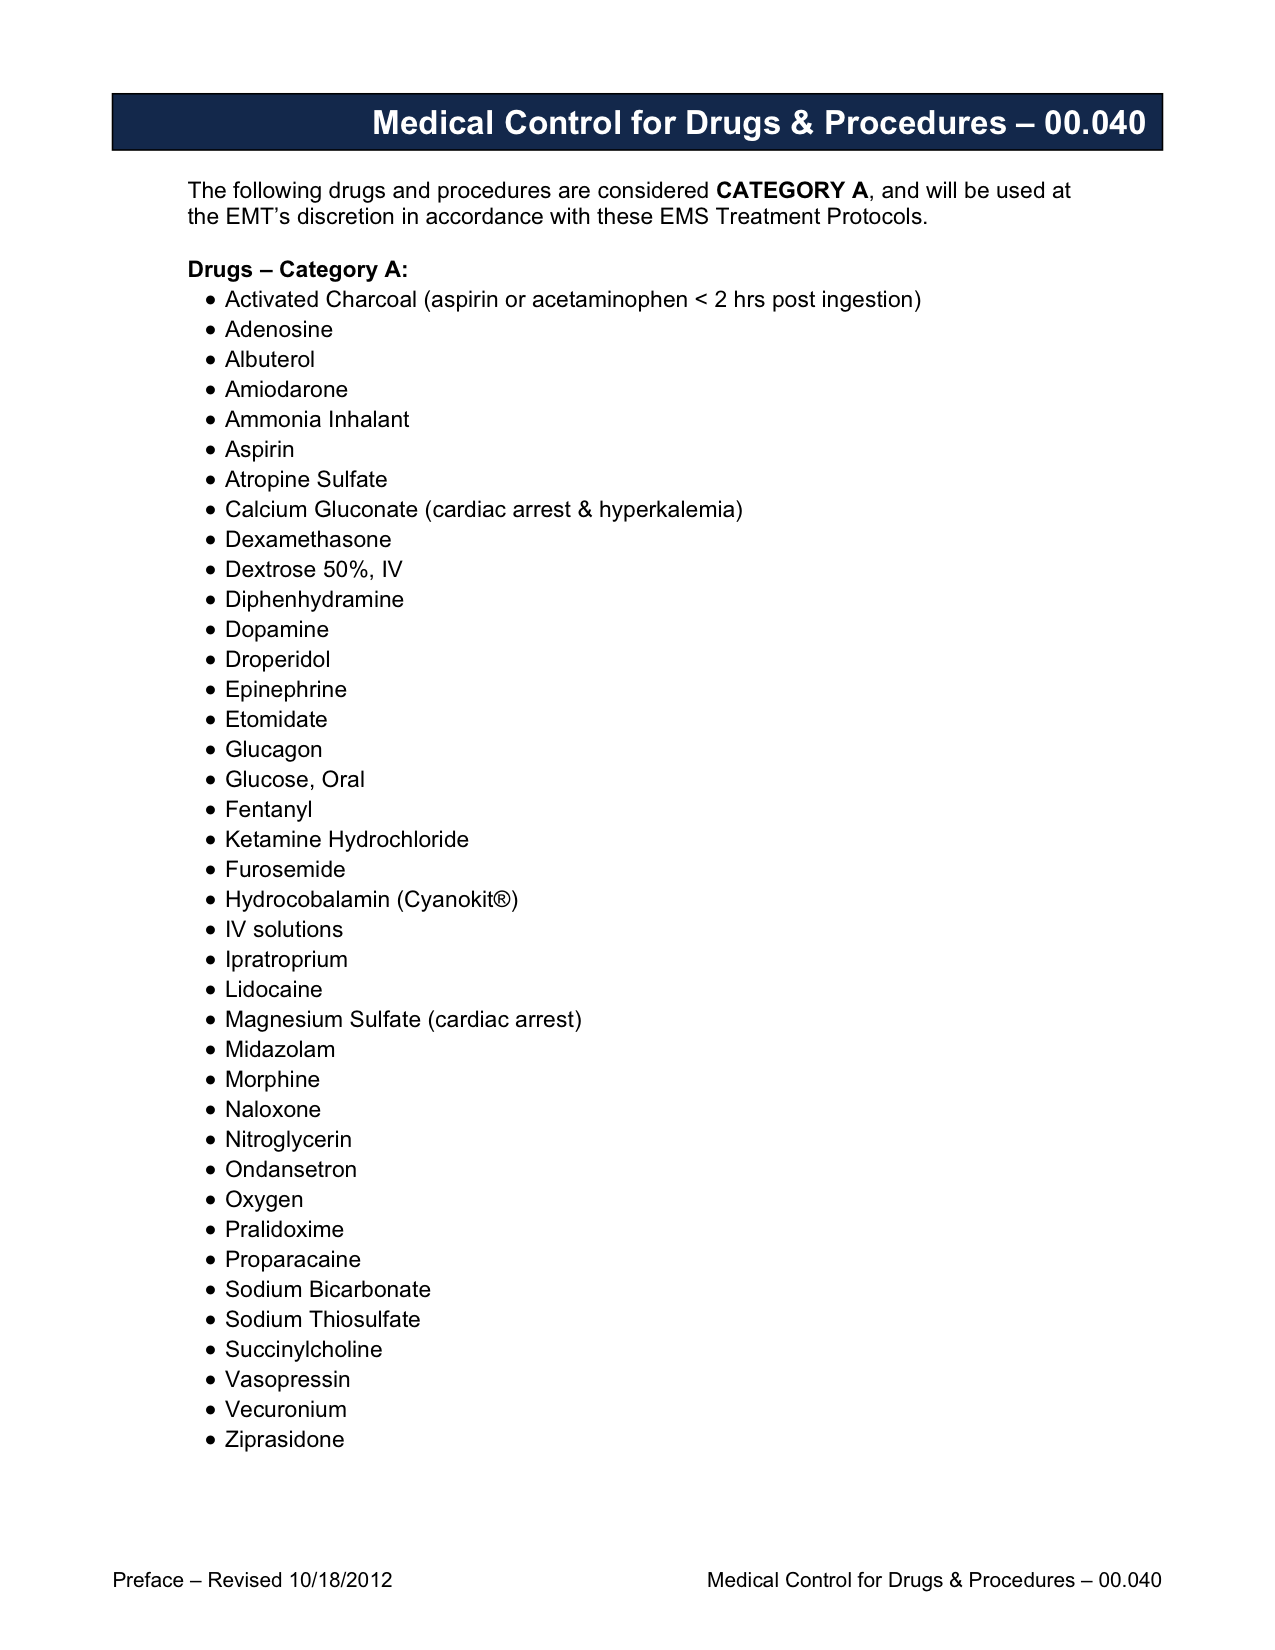 Medical Control for Drugs & Procedures – 00.040
The following drugs and procedures are considered CATEGORY A, and will be used at
the EMT’s discretion in accordance with these EMS Treatment Protocols.
Drugs – Category A:
• Activated Charcoal (aspirin or acetaminophen < 2 hrs post ingestion)
• Adenosine
• Albuterol
• Amiodarone
• Ammonia Inhalant
• Aspirin
• Atropine Sulfate
• Calcium Gluconate (cardiac arrest & hyperkalemia)
• Dexamethasone
• Dextrose 50%, IV
• Diphenhydramine
• Dopamine
• Droperidol
• Epinephrine
• Etomidate
• Glucagon
• Glucose, Oral
• Fentanyl
• Ketamine Hydrochloride
• Furosemide
• Hydrocobalamin (Cyanokit®)
• IV solutions
• Ipratroprium
• Lidocaine
• Magnesium Sulfate (cardiac arrest)
• Midazolam
• Morphine
• Naloxone
• Nitroglycerin
• Ondansetron
• Oxygen
• Pralidoxime
• Proparacaine
• Sodium Bicarbonate
• Sodium Thiosulfate
• Succinylcholine
• Vasopressin
• Vecuronium
• Ziprasidone
Preface – Revised 10/18/2012 Medical Control for Drugs & Procedures – 00.040